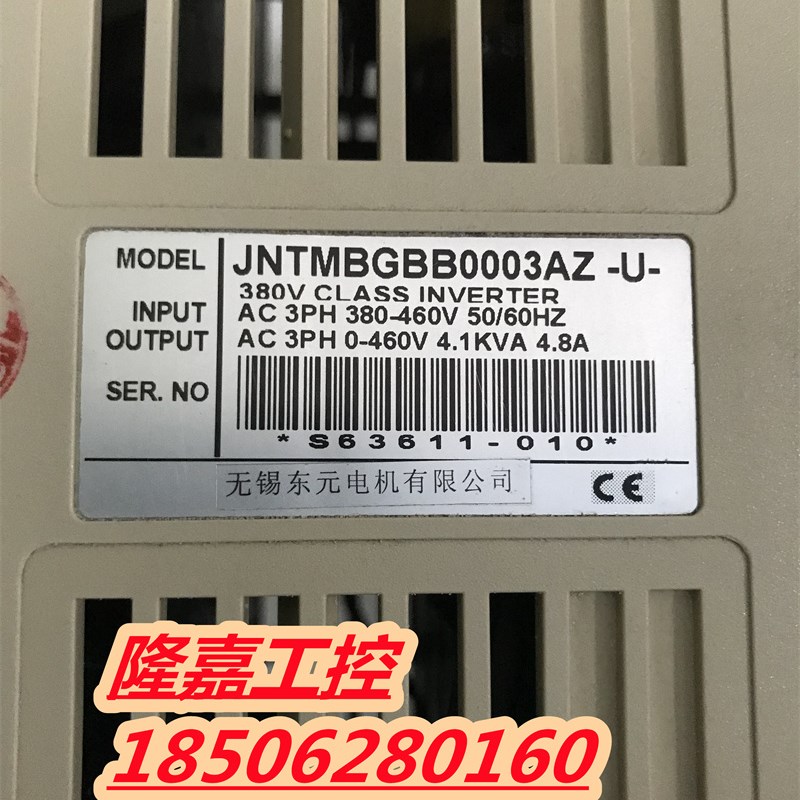 MODEL JNTMBGBB0003AZ -U-
380V CLASS INVERTER
INPUT AC 3PH 380-460V 50/60HZ
OUTPUT AC 3PH 0-460V 4.1KVA 4.8A
SER. NO
*S63611-010*
无锡东元电机有限公司
CE
隆嘉工控
18506280160